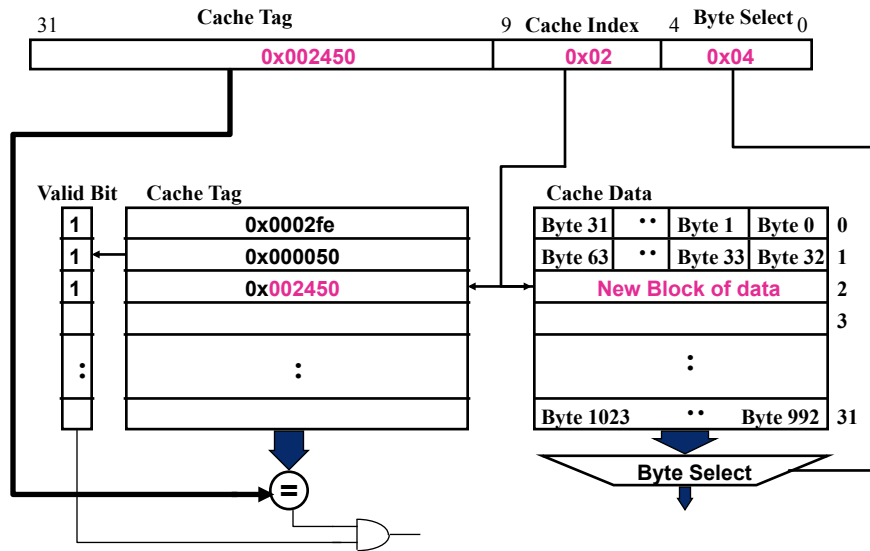 31 Cache Tag 9 Cache Index 4 Byte Select 0
0x002450 0x02 0x04
Valid Bit Cache Tag Cache Data
1 0x0002fe Byte 31 ·· Byte 1 Byte 0 0
1 0x000050 Byte 63 ·· Byte 33 Byte 32 1
1 0x002450 New Block of data 2
3
: : :
Byte 1023 ·· Byte 992 31
= Byte Select